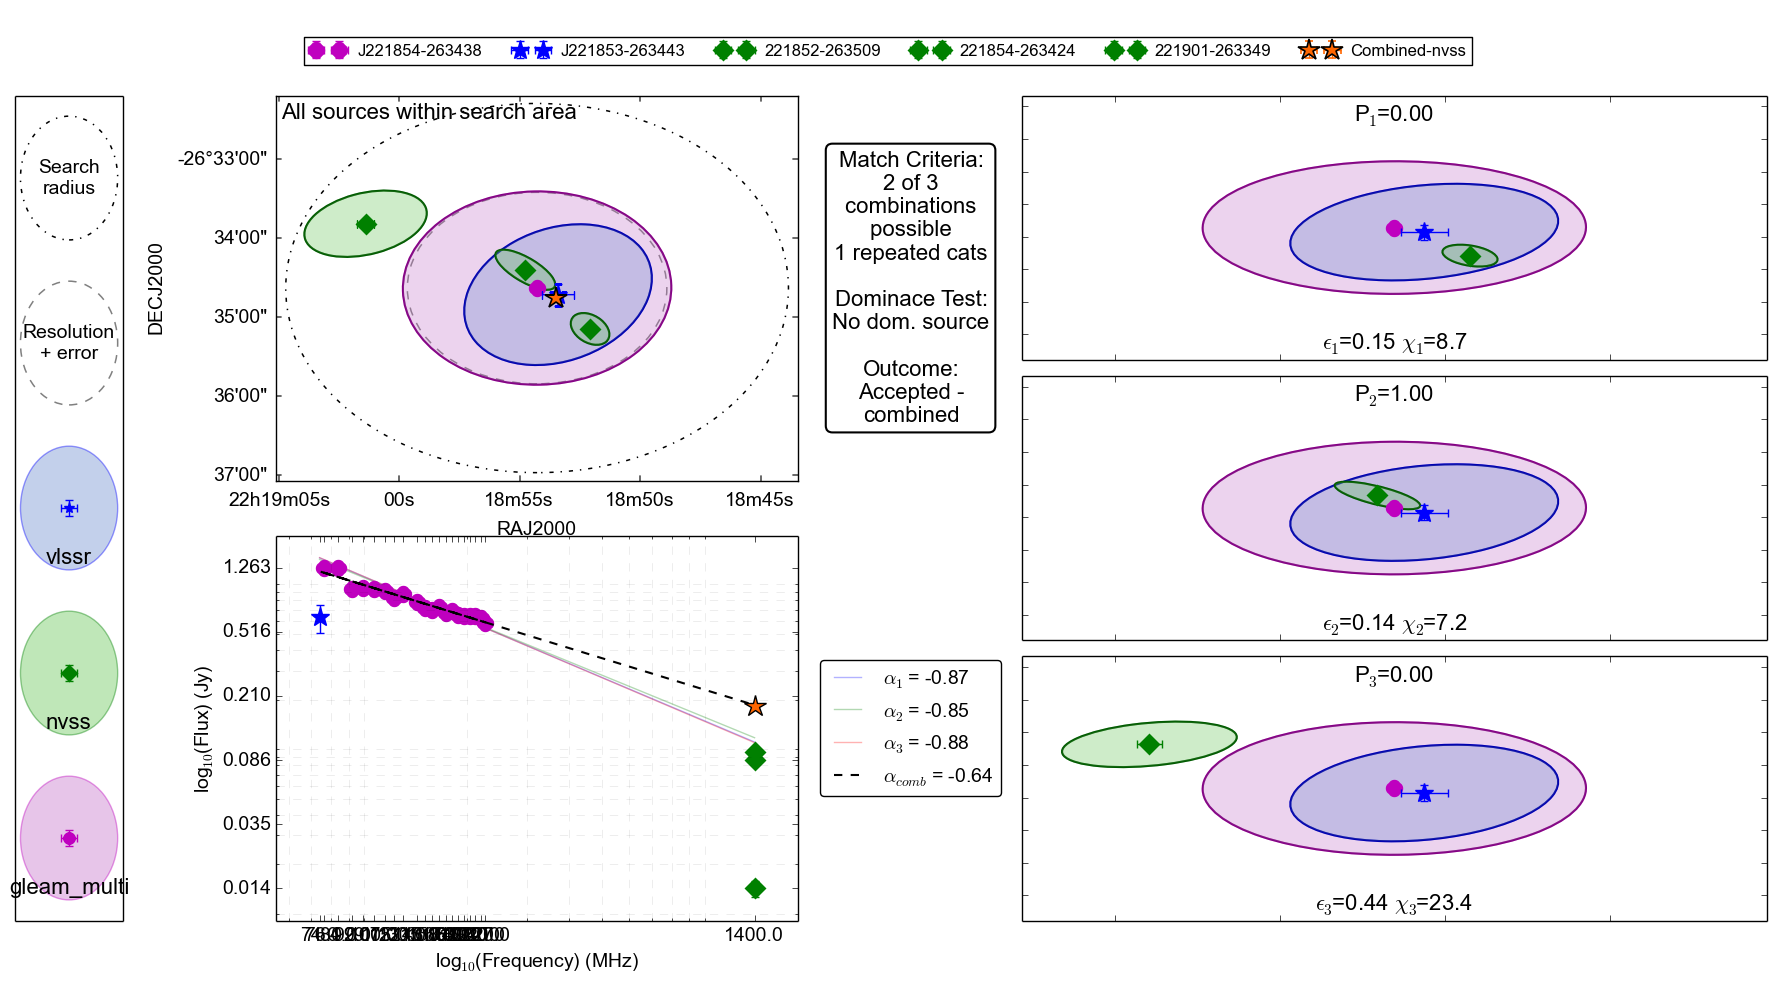 J221854-263438 J221853-263443 221852-263509 221854-263424 221901-263349 Combined-nvss
Search
radius
Resolution
+ error
vlssr
nvss
gleam_multi
All sources within search area
-26°33'00"
34'00"
35'00"
36'00"
37'00"
DECJ2000
22h19m05s 00s 18m55s 18m50s 18m45s
RAJ2000
Match Criteria:
2 of 3
combinations
possible
1 repeated cats
Dominace Test:
No dom. source
Outcome:
Accepted -
combined
1.263
0.516
0.210
0.086
0.035
0.014
log10(Flux) (Jy)
1400.0
log10(Frequency) (MHz)
α1 = -0.87
α2 = -0.85
α3 = -0.88
αcomb = -0.64
P1=0.00
ϵ1=0.15 χ1=8.7
P2=1.00
ϵ2=0.14 χ2=7.2
P3=0.00
ϵ3=0.44 χ3=23.4